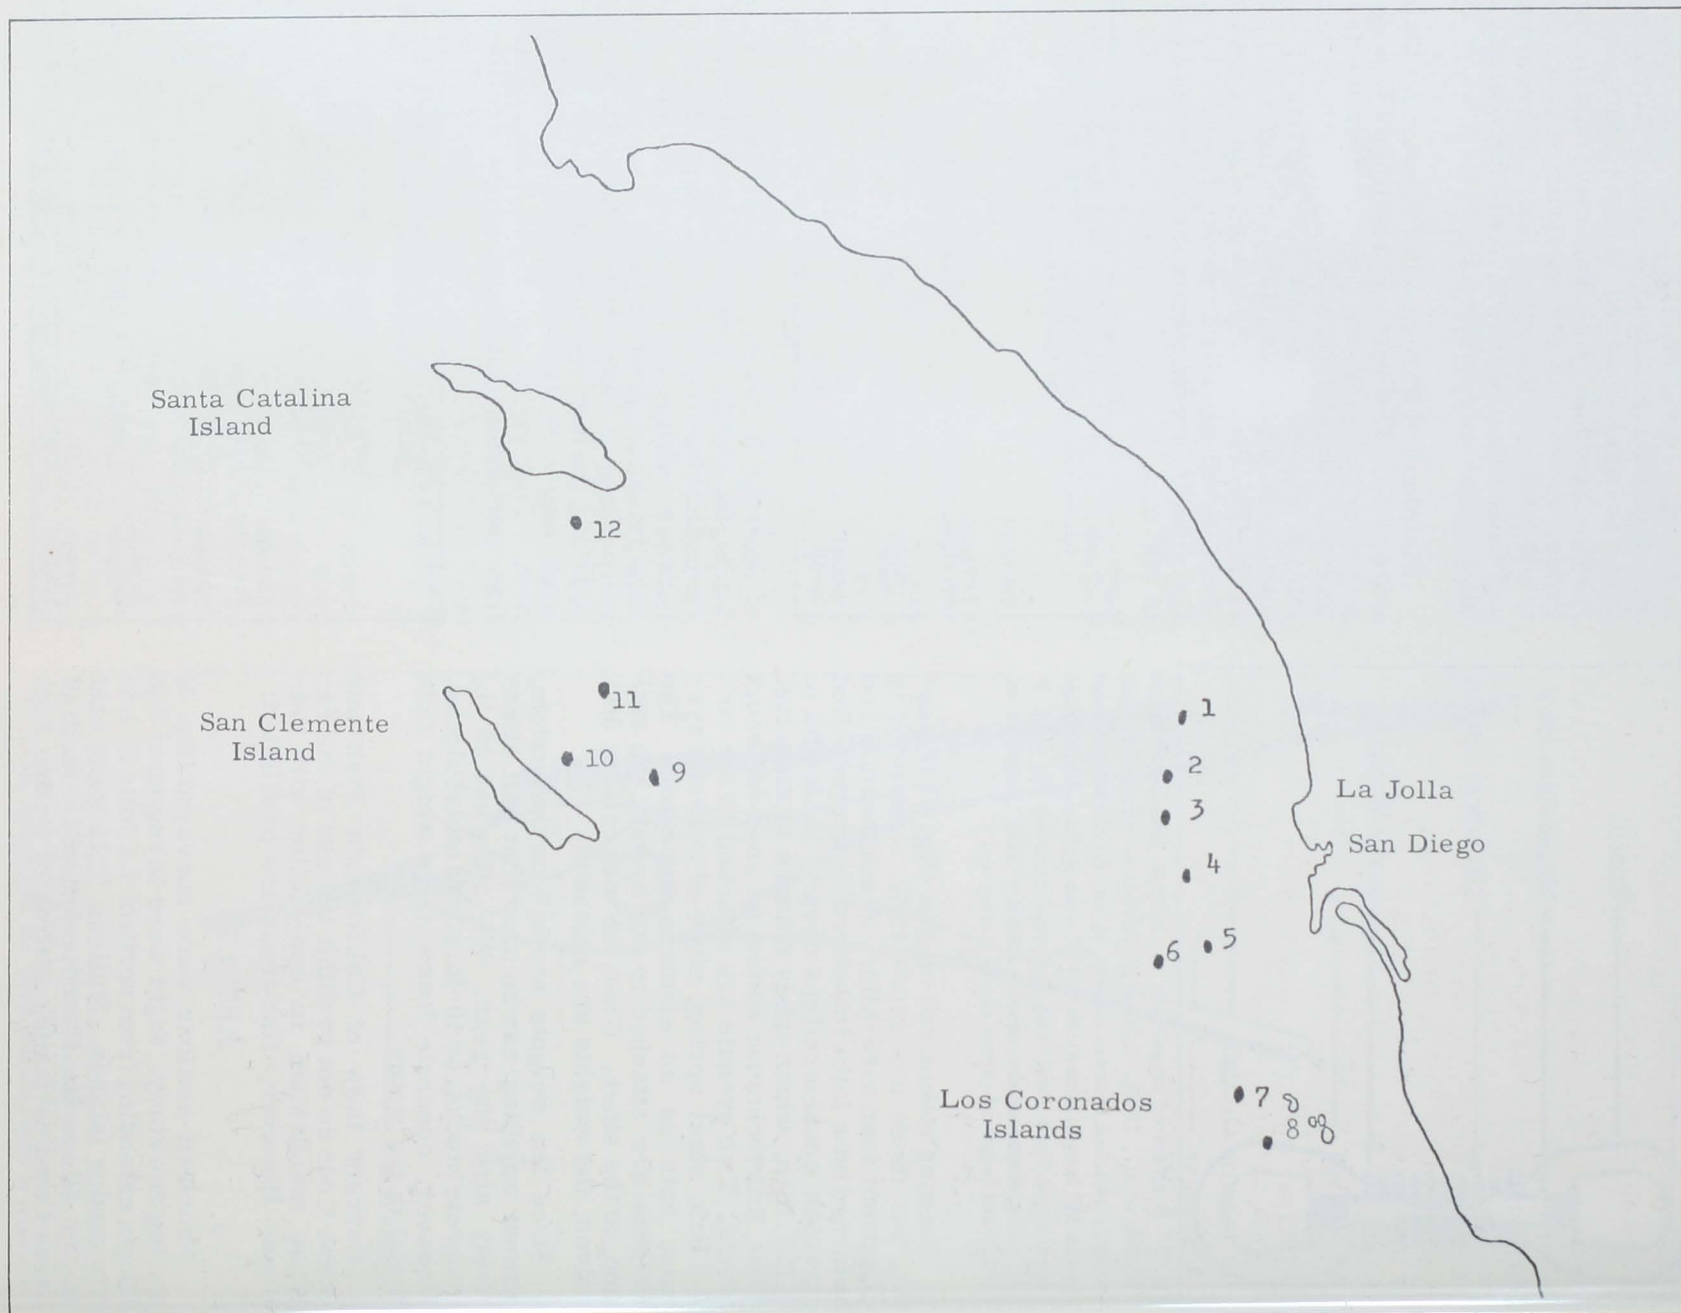 Santa Catalina
Island
12
11
San Clemente
Island
10
9
1
2
La Jolla
3
San Diego
4
5
6
Los Coronados
Islands
7
8